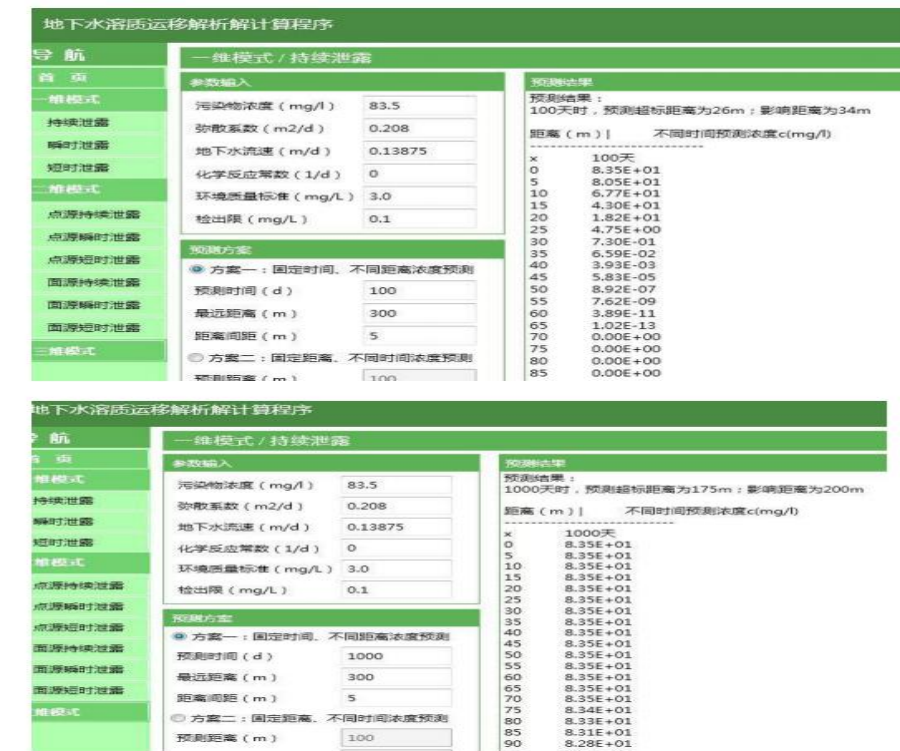 地下水溶质运移解析解计算程序
导 航
首 页
一维模式
持续泄露
瞬时泄露
短时泄露
二维模式
点源持续泄露
点源瞬时泄露
点源短时泄露
面源持续泄露
面源瞬时泄露
面源短时泄露
三维模式
一维模式 / 持续泄露
参数输入
污染物浓度(mg/l) 83.5
弥散系数(m2/d) 0.208
地下水流速(m/d) 0.13875
化学反应常数(1/d) 0
环境质量标准(mg/L) 3.0
检出限(mg/L) 0.1
预测方案
方案一:固定时间、不同距离浓度预测
预测时间(d) 100
最远距离(m) 300
距离间距(m) 5
方案二:固定距离、不同时间浓度预测
预测距离(m) 100
预测结果
预测结果:
100天时,预测超标距离为26m;影响距离为34m
距离(m)| 不同时间预测浓度c(mg/l)
------------------------------
x 100天
0 8.35E+01
5 8.05E+01
10 6.77E+01
15 4.30E+01
20 1.82E+01
25 4.75E+00
30 7.30E-01
35 6.59E-02
40 3.93E-03
45 5.83E-05
50 8.92E-07
55 7.62E-09
60 3.89E-11
65 1.02E-13
70 0.00E+00
75 0.00E+00
80 0.00E+00
85 0.00E+00
地下水溶质运移解析解计算程序
导 航
首 页
维模式
持续泄露
瞬时泄露
短时泄露
维模式
点源持续泄露
点源瞬时泄露
点源短时泄露
面源持续泄露
面源瞬时泄露
面源短时泄露
维模式
一维模式 / 持续泄露
参数输入
污染物浓度(mg/l) 83.5
弥散系数(m2/d) 0.208
地下水流速(m/d) 0.13875
化学反应常数(1/d) 0
环境质量标准(mg/L) 3.0
检出限(mg/L) 0.1
预测方案
方案一:固定时间、不同距离浓度预测
预测时间(d) 1000
最远距离(m) 300
距离间距(m) 5
方案二:固定距离、不同时间浓度预测
预测距离(m) 100
预测结果
预测结果:
1000天时,预测超标距离为175m;影响距离为200m
距离(m)| 不同时间预测浓度c(mg/l)
------------------------------
x 1000天
0 8.35E+01
5 8.35E+01
10 8.35E+01
15 8.35E+01
20 8.35E+01
25 8.35E+01
30 8.35E+01
35 8.35E+01
40 8.35E+01
45 8.35E+01
50 8.35E+01
55 8.35E+01
60 8.35E+01
65 8.35E+01
70 8.35E+01
75 8.34E+01
80 8.33E+01
85 8.31E+01
90 8.28E+01